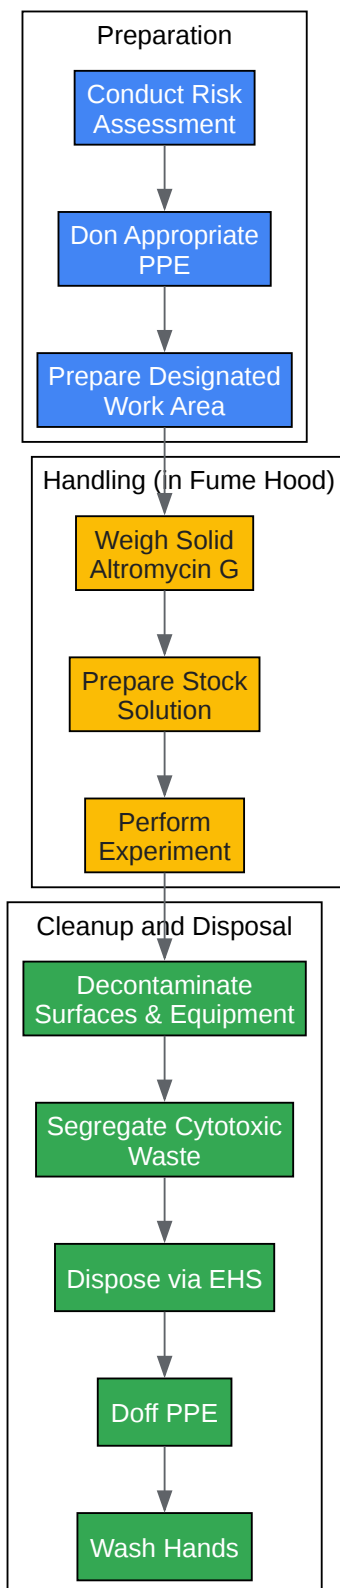 Preparation
Conduct Risk
Assessment
Don Appropriate
PPE
Prepare Designated
Work Area
Handling (in Fume Hood)
Weigh Solid
Altromycin G
Prepare Stock
Solution
Perform
Experiment
Cleanup and Disposal
Decontaminate
Surfaces & Equipment
Segregate Cytotoxic
Waste
Dispose via EHS
Doff PPE
Wash Hands